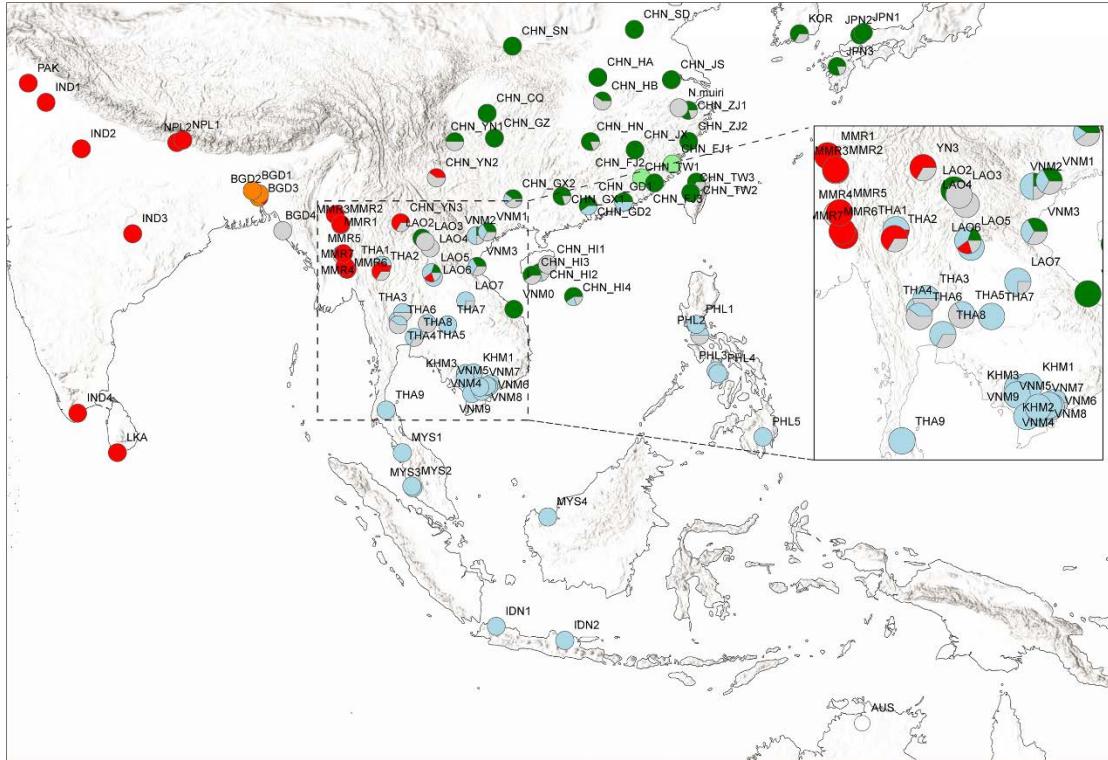 CHN_SD
KOR
JPN2
JPN1
CHN_SN
JPN3
PAK
CHN_HA
CHN_JS
IND1
CHN_HB
N.muiri
CHN_CQ
CHN_ZJ1
IND2
NPL2
NPL1
CHN_YN1
CHN_GZ
CHN_HN
CHN_JX
CHN_ZJ2
CHN_FJ1
CHN_YN2
CHN_FJ2
CHN_TW1
BGD2
BGD1
BGD3
CHN_GX2
CHN_GD1
CHN_TW3
CHN_GX1
CHN_FJ3
CHN_TW2
CHN_GD2
IND3
BGD4
MMR3
MMR2
MMR1
CHN_YN3
LAO2
LAO3
LAO4
VNM2
VNM1
VNM3
MMR5
MMR7
MMR6
MMR4
THA1
THA2
LAO5
LAO6
LAO7
CHN_HI1
CHN_HI3
CHN_HI2
CHN_HI4
VNM0
THA3
THA6
THA7
THA8
THA4
THA5
PHL1
PHL2
KHM3
KHM1
VNM5
VNM7
VNM4
VNM6
VNM8
VNM9
PHL3
PHL4
IND4
THA9
PHL5
LKA
MYS1
MYS3
MYS2
MYS4
IDN1
IDN2
AUS
MMR1
MMR3
MMR2
YN3
VNM1
VNM2
LAO2
LAO3
LAO4
MMR4
MMR5
MMR7
MMR6
THA1
THA2
LAO5
LAO6
VNM3
LAO7
THA3
THA4
THA6
THA5
THA7
THA8
KHM3
KHM1
VNM5
VNM7
VNM9
KHM2
VNM6
VNM4
VNM8
THA9